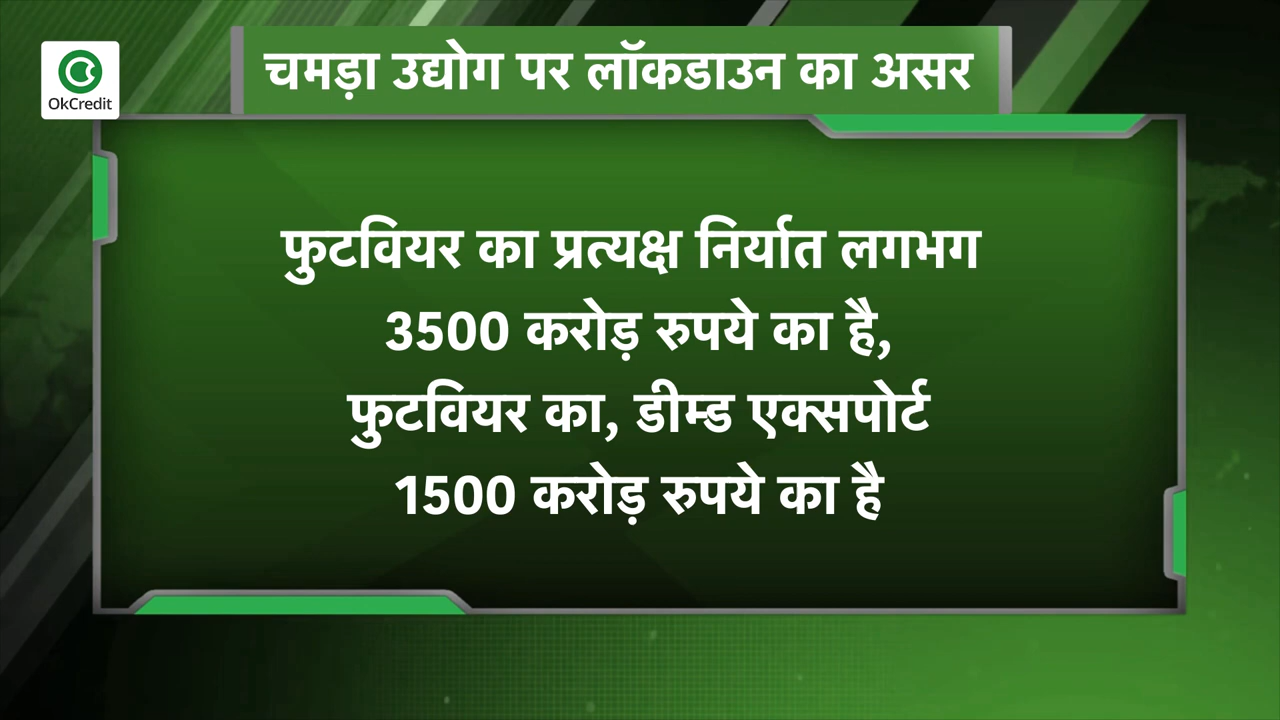 चमड़ा उद्योग पर लॉकडाउन का असर
OkCredit
फुटवियर का प्रत्यक्ष निर्यात लगभग
3500 करोड़ रुपये का है,
फुटवियर का, डीम्ड एक्सपोर्ट
1500 करोड़ रुपये का है